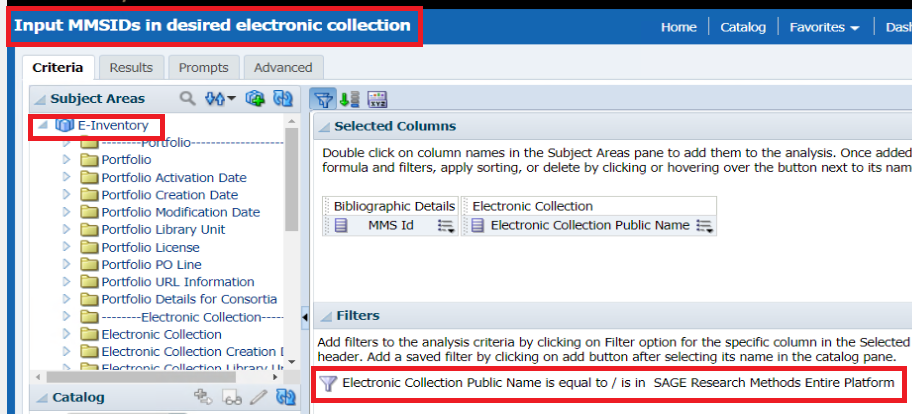 Input MMSIDs in desired electronic collection
Home Catalog Favorites
Criteria Results Prompts Advanced
Subject Areas
E-Inventory
--------Portfolio-----------------
Portfolio
Portfolio Activation Date
Portfolio Creation Date
Portfolio Modification Date
Portfolio Library Unit
Portfolio License
Portfolio PO Line
Portfolio URL Information
Portfolio Details for Consortia
--------Electronic Collection----
Electronic Collection
Electronic Collection Creation
Electronic Collection Library
Catalog
Selected Columns
Double click on column names in the Subject Areas pane to add them to the analysis. Once added
formula and filters, apply sorting, or delete by clicking or hovering over the button next to its nam
Bibliographic Details Electronic Collection
MMS Id Electronic Collection Public Name
Filters
Add filters to the analysis criteria by clicking on Filter option for the specific column in the Selected
header. Add a saved filter by clicking on add button after selecting its name in the catalog pane.
Electronic Collection Public Name is equal to / is in SAGE Research Methods Entire Platform